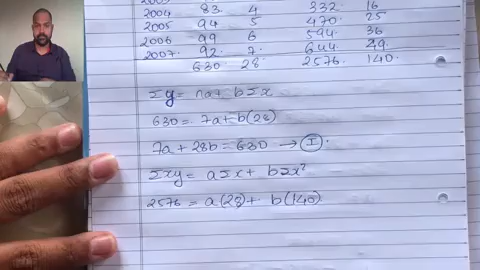 2004 83. 4 332 16
2005 94 5 470. 25
2006 99 6 594. 36
2007. 92. 7. 644 49.
630 28. 2576 140.
Σy = na + bΣx
630 = 7a + b(28)
7a + 28b = 630 → I.
Σxy = aΣx + bΣx²
2576 = a(28) + b(140)